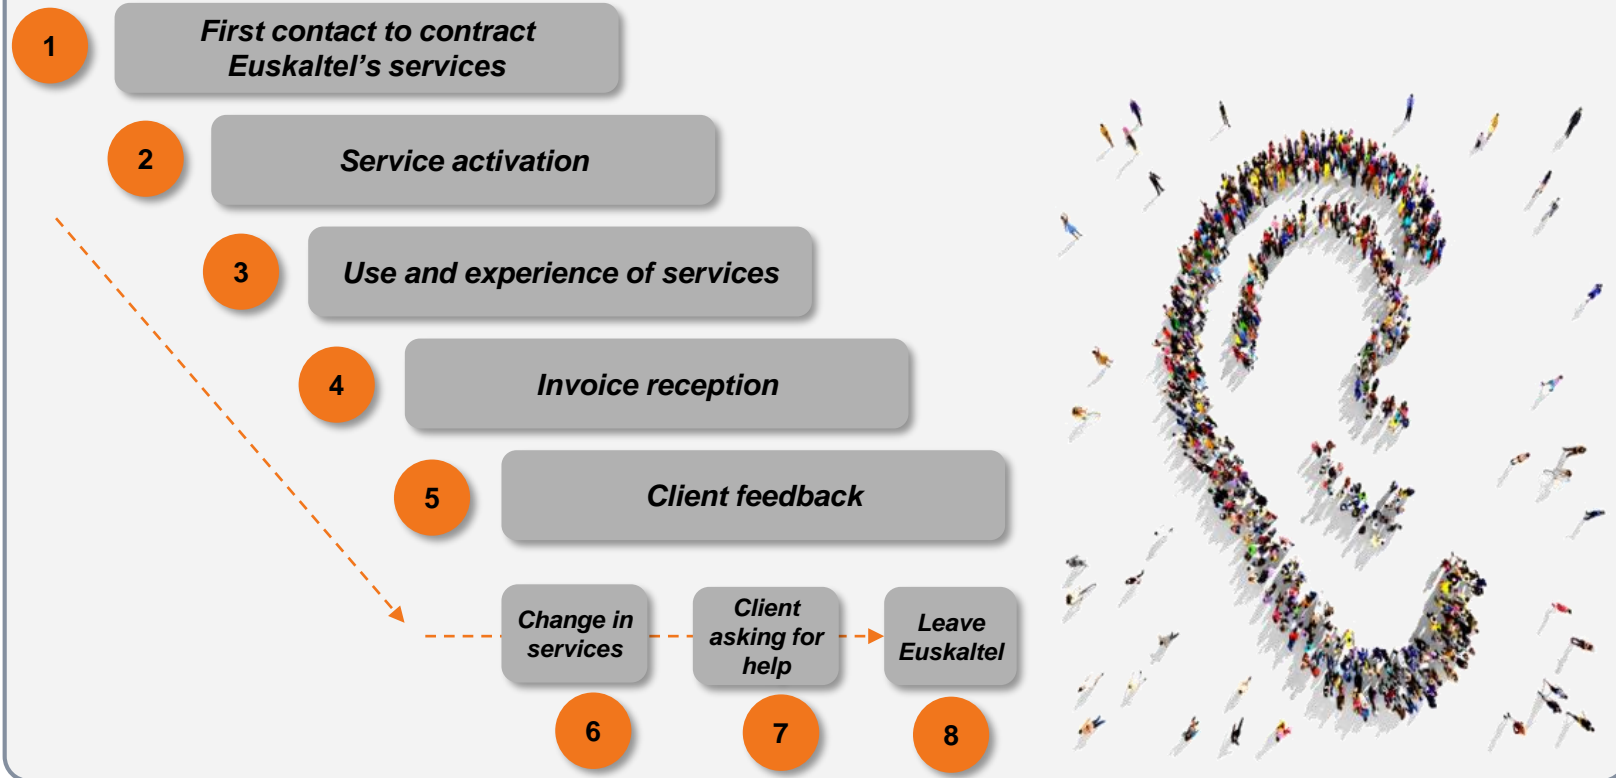 1
First contact to contract
Euskaltel’s services
2
Service activation
3
Use and experience of services
4
Invoice reception
5
Client feedback
Change in
services
6
Client
asking for
help
7
Leave
Euskaltel
8